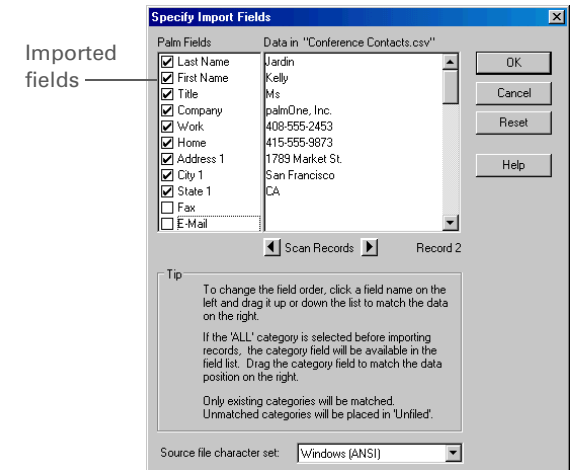 Specify Import Fields
Imported
fields
Palm Fields Data in "Conference Contacts.csv"
Last Name Jardin
First Name Kelly
Title Ms
Company palmOne, Inc.
Work 408-555-2453
Home 415-555-9873
Address 1 1789 Market St.
City 1 San Francisco
State 1 CA
Fax
E-Mail
OK
Cancel
Reset
Help
Scan Records Record 2
Tip
To change the field order, click a field name on the
left and drag it up or down the list to match the data
on the right.
If the 'ALL' category is selected before importing
records, the category field will be available in the
field list. Drag the category field to match the data
position on the right.
Only existing categories will be matched.
Unmatched categories will be placed in 'Unfiled'.
Source file character set: Windows (ANSI)